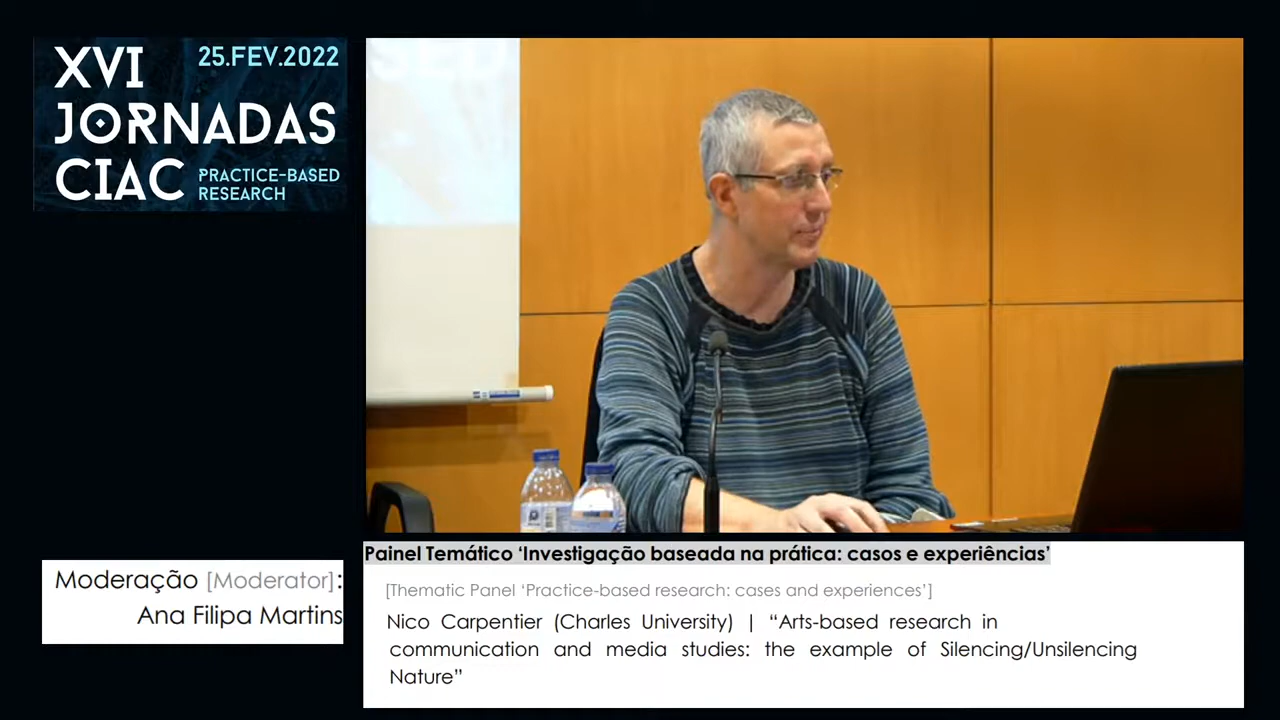 XVI
25.FEV.2022
JORNADAS
CIAC
PRACTICE-BASED
RESEARCH
Moderação [Moderator]:
Ana Filipa Martins
Painel Temático ‘Investigação baseada na prática: casos e experiências’
[Thematic Panel ‘Practice-based research: cases and experiences’]
Nico Carpentier (Charles University) | “Arts-based research in
communication and media studies: the example of Silencing/Unsilencing
Nature”